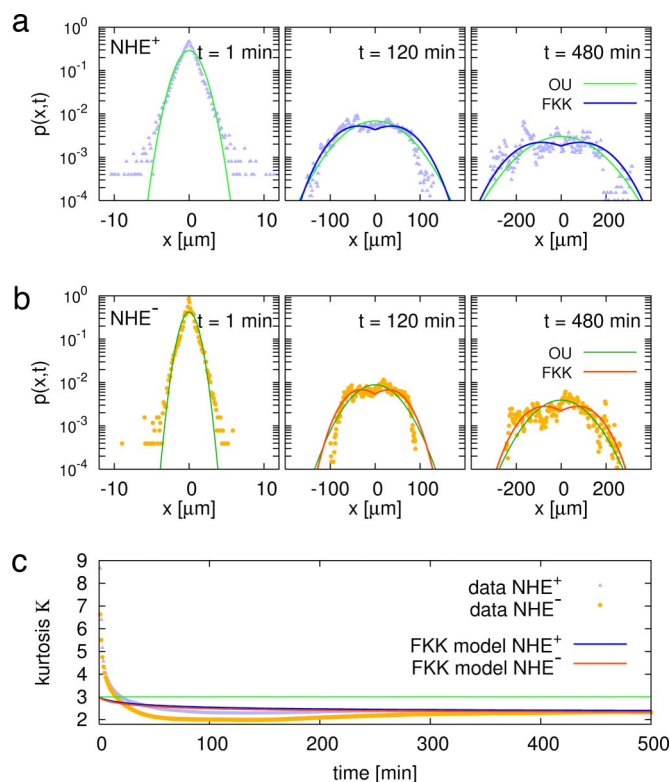 a
NHE⁺
t = 1 min
t = 120 min
t = 480 min
OU
FKK
p(x,t)
10⁰
10⁻¹
10⁻²
10⁻³
10⁻⁴
-10 0 10
-100 0 100
-200 0 200
x [μm]
x [μm]
x [μm]
b
NHE⁻
t = 1 min
t = 120 min
t = 480 min
OU
FKK
p(x,t)
10⁰
10⁻¹
10⁻²
10⁻³
10⁻⁴
-10 0 10
-100 0 100
-200 0 200
x [μm]
x [μm]
x [μm]
c
kurtosis K
9
8
7
6
5
4
3
2
data NHE⁺
data NHE⁻
FKK model NHE⁺
FKK model NHE⁻
0 100 200 300 400 500
time [min]